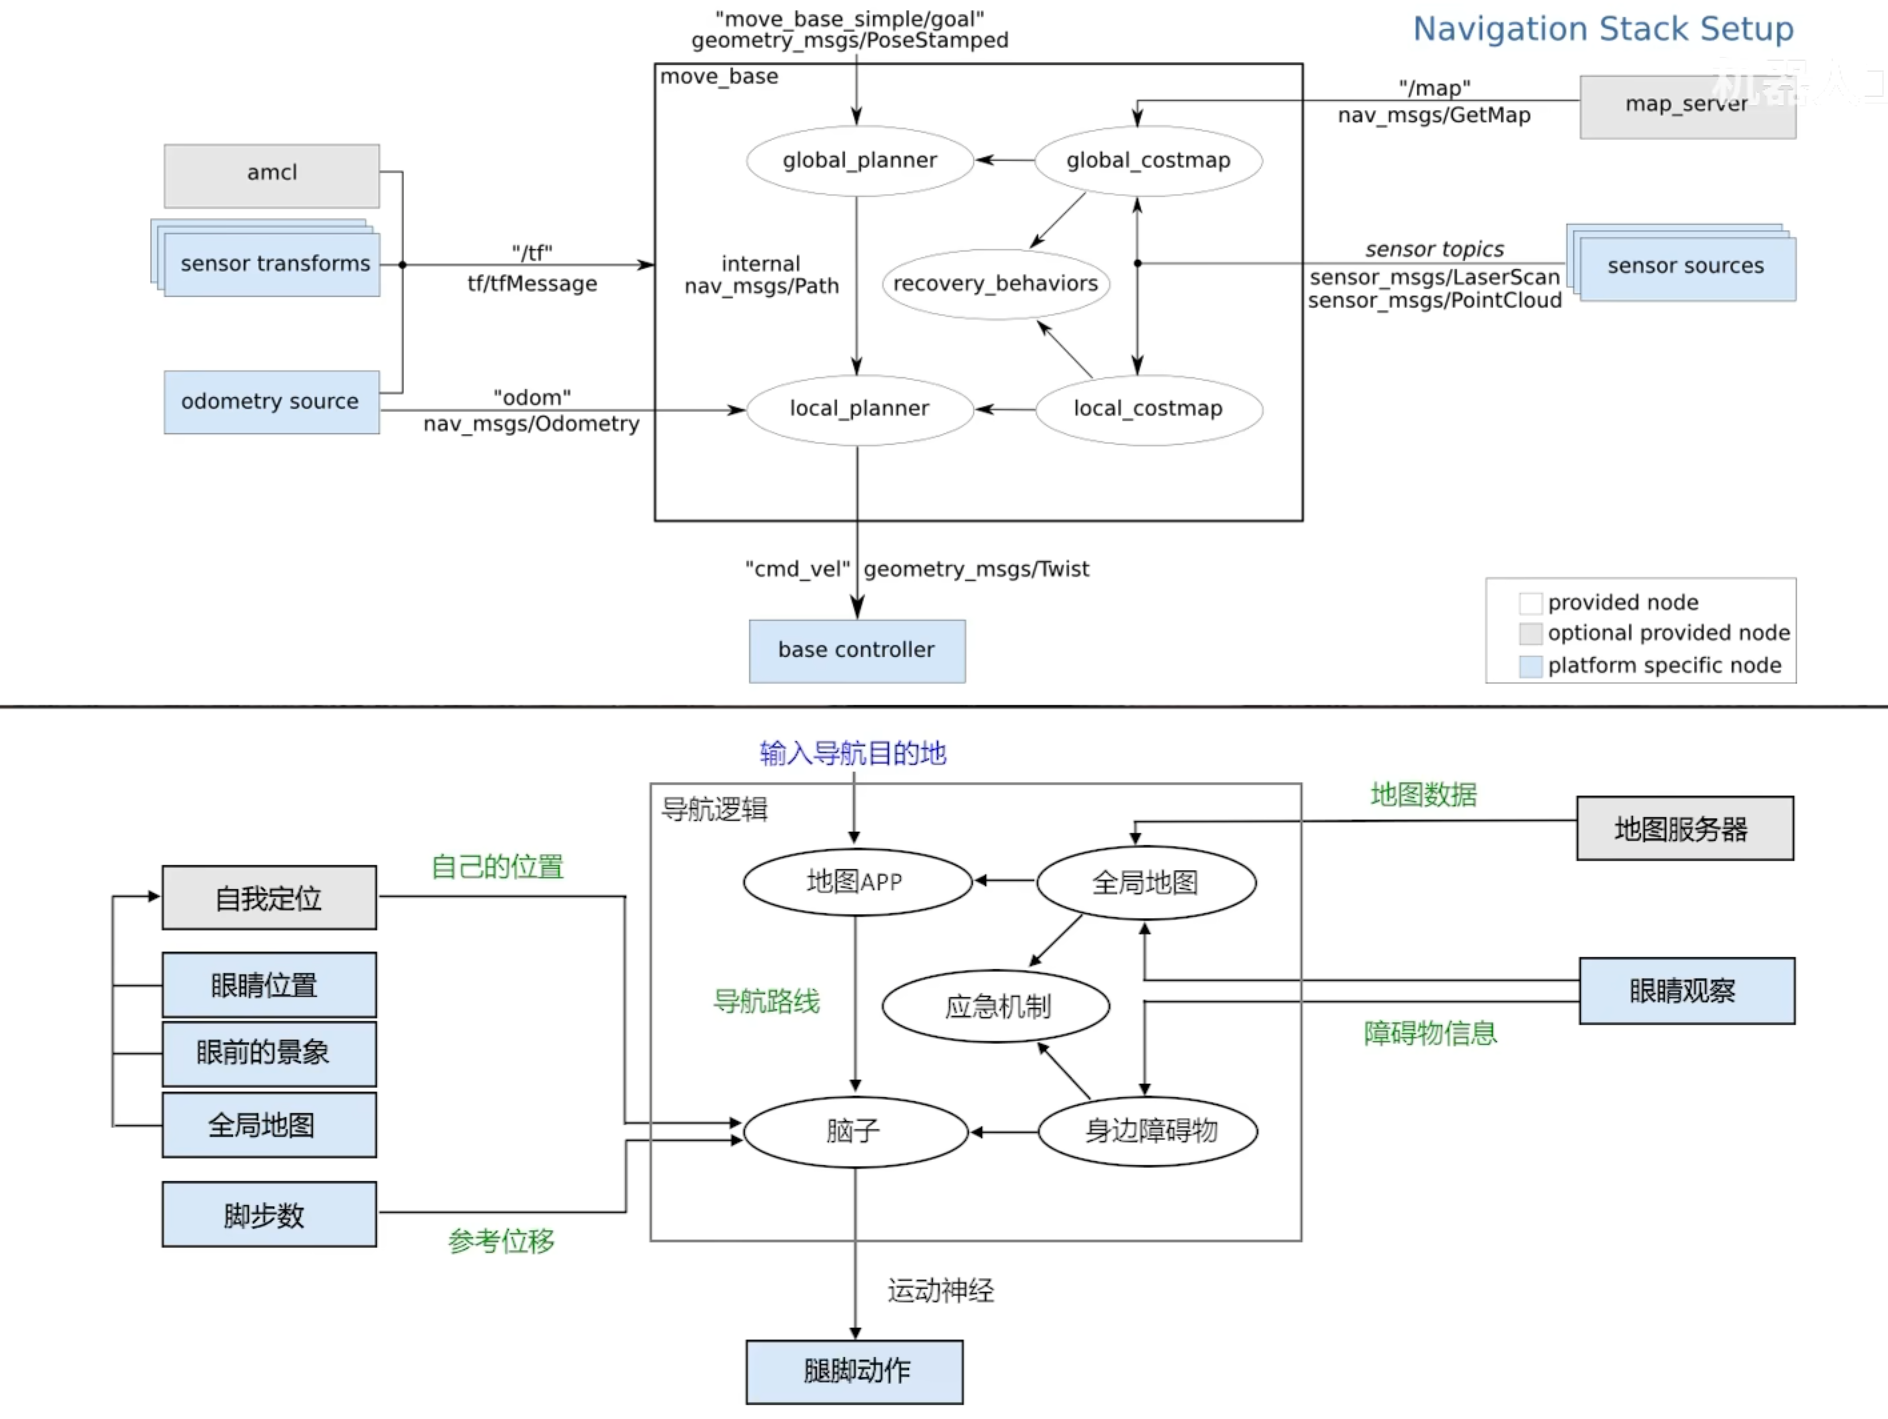 "move_base_simple/goal"
geometry_msgs/PoseStamped
Navigation Stack Setup
机器人
move_base
"/map"
nav_msgs/GetMap
map_server
global_planner
global_costmap
amcl
sensor transforms
"/tf"
tf/tfMessage
internal
nav_msgs/Path
recovery_behaviors
sensor topics
sensor_msgs/LaserScan
sensor_msgs/PointCloud
sensor sources
odometry source
"odom"
nav_msgs/Odometry
local_planner
local_costmap
"cmd_vel" geometry_msgs/Twist
base controller
provided node
optional provided node
platform specific node
输入导航目的地
导航逻辑
地图数据
地图服务器
自己的位置
自我定位
地图APP
全局地图
眼睛位置
眼前的景象
全局地图
导航路线
应急机制
眼睛观察
障碍物信息
脑子
身边障碍物
脚步数
参考位移
运动神经
腿脚动作